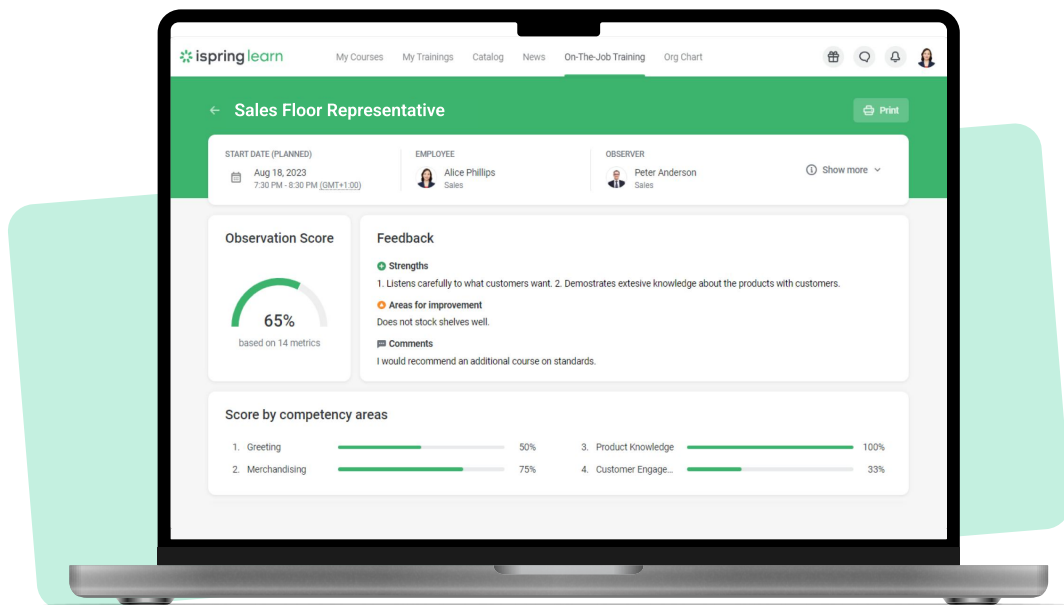 ispring learn
My Courses My Trainings Catalog News On-The-Job Training Org Chart
Sales Floor Representative
Print
START DATE (PLANNED)
Aug 18, 2023
7:30 PM - 8:30 PM (GMT+1:00)
EMPLOYEE
Alice Phillips
Sales
OBSERVER
Peter Anderson
Sales
Show more
Observation Score
65%
based on 14 metrics
Feedback
Strengths
1. Listens carefully to what customers want. 2. Demostrates extesive knowledge about the products with customers.
Areas for improvement
Does not stock shelves well.
Comments
I would recommend an additional course on standards.
Score by competency areas
1. Greeting 50%
2. Merchandising 75%
3. Product Knowledge 100%
4. Customer Engage... 33%